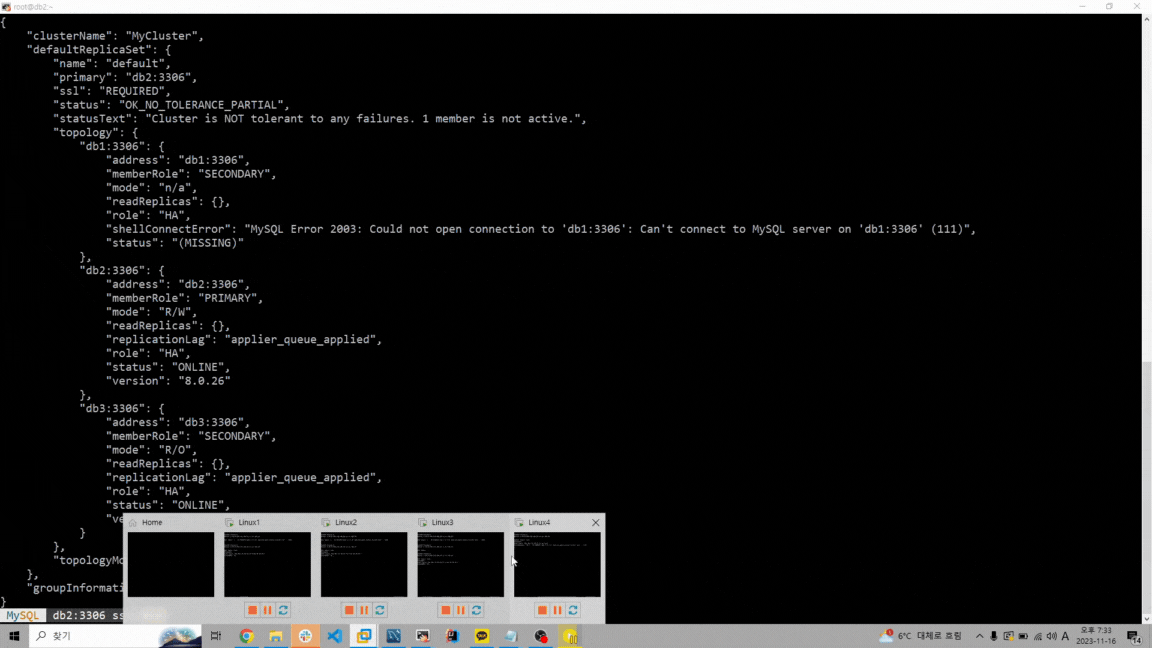 root@db2:~
{
"clusterName": "MyCluster",
"defaultReplicaSet": {
"name": "default",
"primary": "db2:3306",
"ssl": "REQUIRED",
"status": "OK_NO_TOLERANCE_PARTIAL",
"statusText": "Cluster is NOT tolerant to any failures. 1 member is not active.",
"topology": {
"db1:3306": {
"address": "db1:3306",
"memberRole": "SECONDARY",
"mode": "n/a",
"readReplicas": {},
"role": "HA",
"shellConnectError": "MySQL Error 2003: Could not open connection to 'db1:3306': Can't connect to MySQL server on 'db1:3306' (111)",
"status": "(MISSING)"
},
"db2:3306": {
"address": "db2:3306",
"memberRole": "PRIMARY",
"mode": "R/W",
"readReplicas": {},
"replicationLag": "applier_queue_applied",
"role": "HA",
"status": "ONLINE",
"version": "8.0.26"
},
"db3:3306": {
"address": "db3:3306",
"memberRole": "SECONDARY",
"mode": "R/O",
"readReplicas": {},
"replicationLag": "applier_queue_applied",
"role": "HA",
"status": "ONLINE",
"ve
}
},
"topologyMo
},
"groupInformati
}
Home Linux1 Linux2 Linux3 Linux4
MySQL db2:3306 ss
찾기
6°C 대체로 흐림
A
오후 7:33
2023-11-16
14